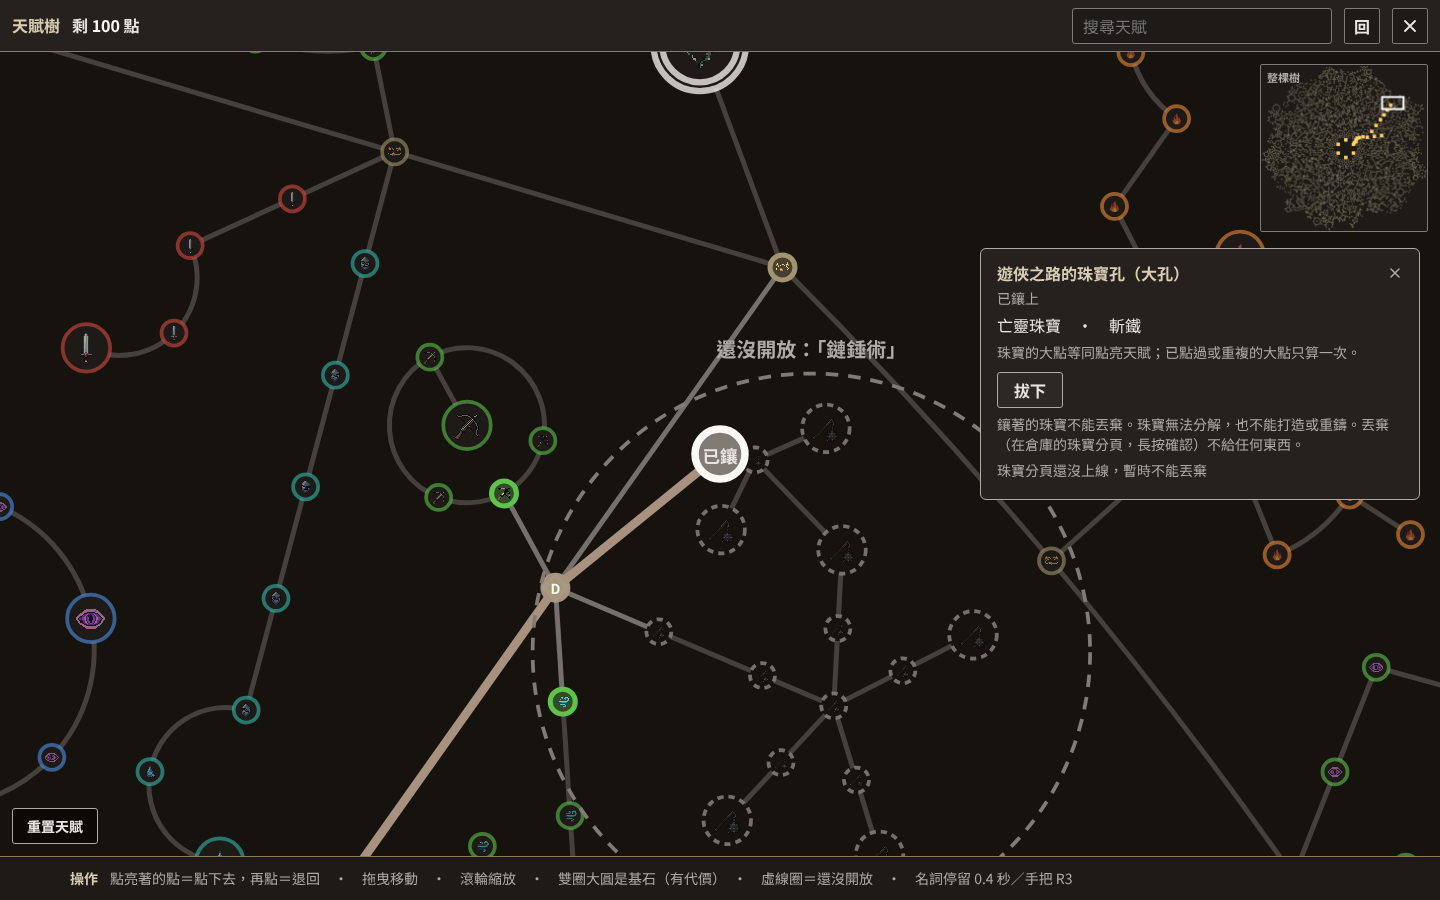 天賦樹 剩 100 點
搜尋天賦
回
整棵樹
遊俠之路的珠寶孔（大孔）
已鑲上
亡靈珠寶 · 斬鐵
珠寶的大點等同點亮天賦；已點過或重複的大點只算一次。
拔下
鑲著的珠寶不能丟棄。珠寶無法分解，也不能打造或重鑄。丟棄
（在倉庫的珠寶分頁，長按確認）不給任何東西。
珠寶分頁還沒上線，暫時不能丟棄
還沒開放：「鏈錘術」
已鑲
D
重置天賦
操作 點亮著的點＝點下去，再點＝退回 · 拖曳移動 · 滾輪縮放 · 雙圈大圓是基石（有代價） · 虛線圈＝還沒開放 · 名詞停留 0.4 秒／手把 R3